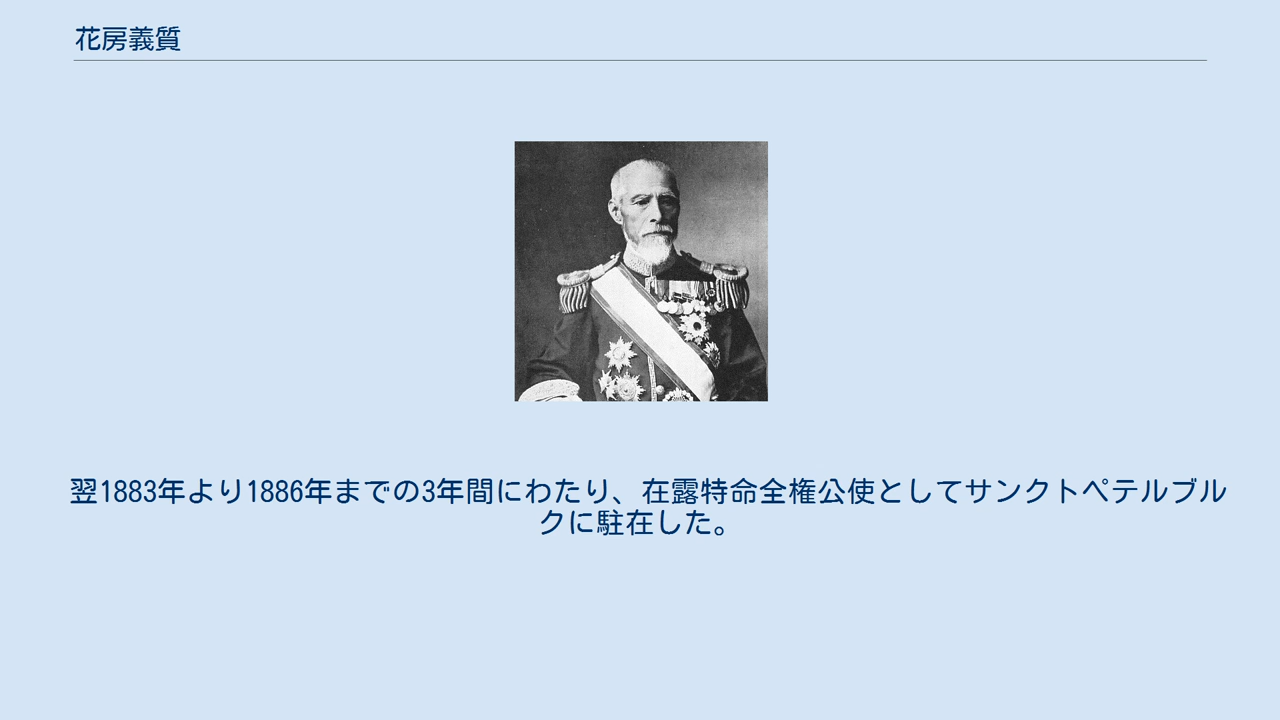 花房義質
翌1883年より1886年までの3年間にわたり、在露特命全権公使としてサンクトペテルブル
クに駐在した。